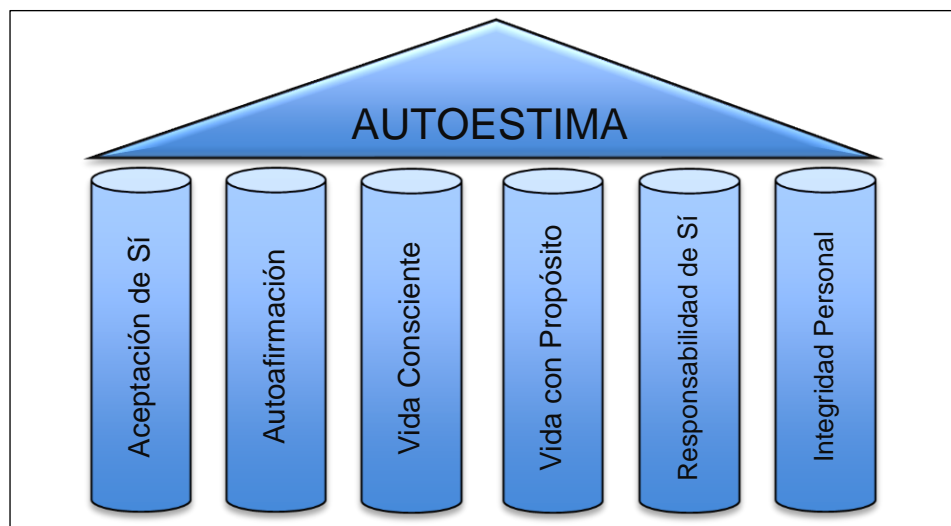 AUTOESTIMA
Aceptación de Sí
Autoafirmación
Vida Consciente
Vida con Propósito
Responsabilidad de Sí
Integridad Personal